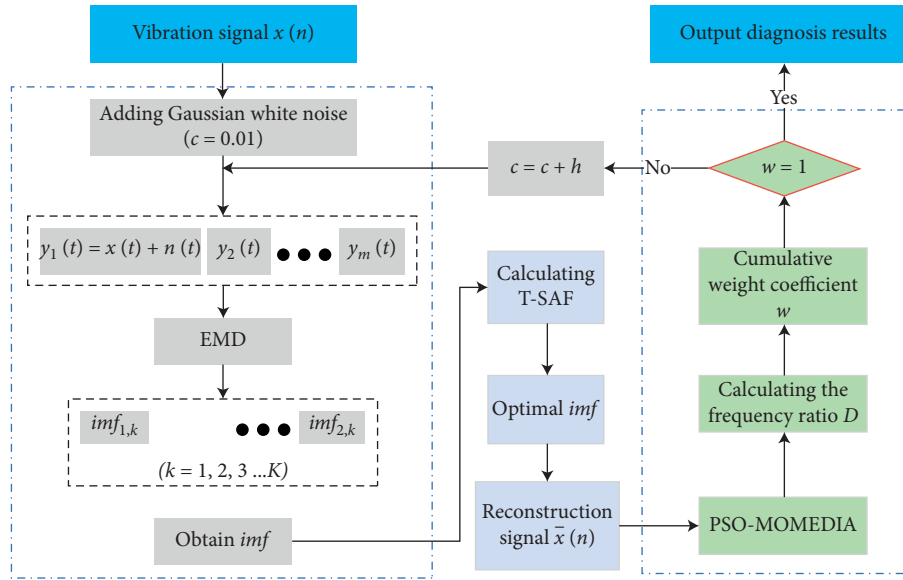 Vibration signal x (n)
Adding Gaussian white noise
(c = 0.01)
y₁ (t) = x (t) + n (t)
y₂ (t)
●●●
yₘ (t)
EMD
imf₁,ₖ
●●●
imf₂,ₖ
(k = 1, 2, 3 ...K)
Obtain imf
Calculating
T-SAF
Optimal imf
Reconstruction
signal x̄ (n)
PSO-MOMEDIA
Calculating the
frequency ratio D
Cumulative
weight coefficient
w
w = 1
No
c = c + h
Yes
Output diagnosis results